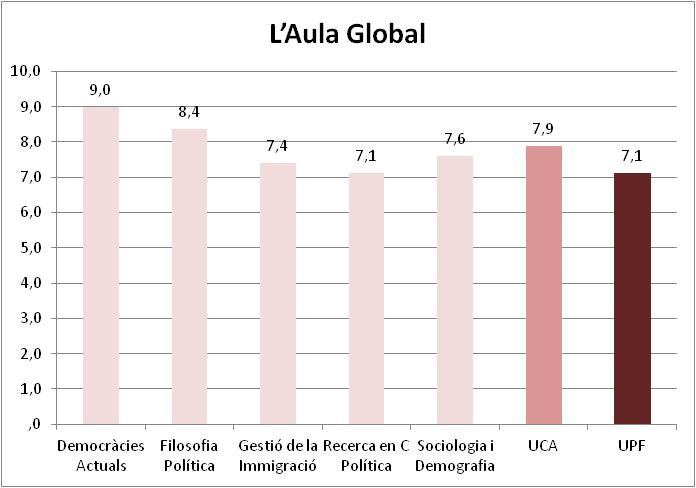 L’Aula Global
10,0
9,0
8,0
7,0
6,0
5,0
4,0
3,0
2,0
1,0
,0
9,0
8,4
7,4
7,1
7,6
7,9
7,1
Democràcies
Actuals
Filosofia
Política
Gestió de la
Immigració
Recerca en C
Política
Sociologia i
Demografia
UCA
UPF